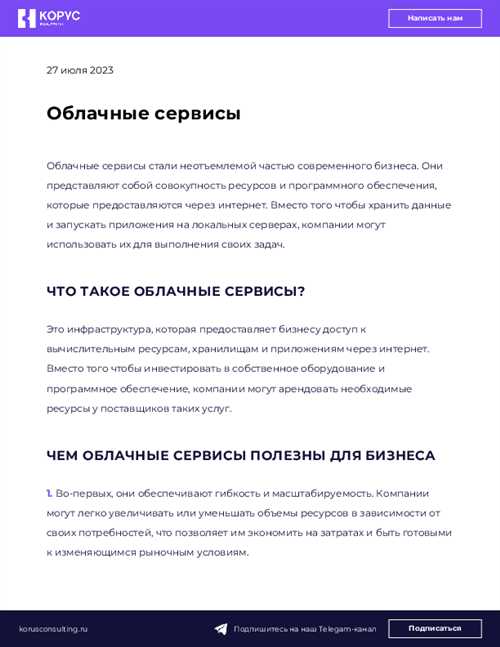 КОРУС
Написать нам
27 июля 2023
Облачные сервисы
Облачные сервисы стали неотъемлемой частью современного бизнеса. Они
представляют собой совокупность ресурсов и программного обеспечения,
которые предоставляются через интернет. Вместо того чтобы хранить данные
и запускать приложения на локальных серверах, компании могут
использовать их для выполнения своих задач.
ЧТО ТАКОЕ ОБЛАЧНЫЕ СЕРВИСЫ?
Это инфраструктура, которая предоставляет бизнесу доступ к
вычислительным ресурсам, хранилищам и приложениям через интернет.
Вместо того чтобы инвестировать в собственное оборудование и
программное обеспечение, компании могут арендовать необходимые
ресурсы у поставщиков таких услуг.
ЧЕМ ОБЛАЧНЫЕ СЕРВИСЫ ПОЛЕЗНЫ ДЛЯ БИЗНЕСА
1. Во-первых, они обеспечивают гибкость и масштабируемость. Компании
могут легко увеличивать или уменьшать объемы ресурсов в зависимости от
своих потребностей, что позволяет им экономить на затратах и быть готовыми
к изменяющимся рыночным условиям.
korusconsulting.ru
Подпишитесь на наш Telegam-канал
Подписаться